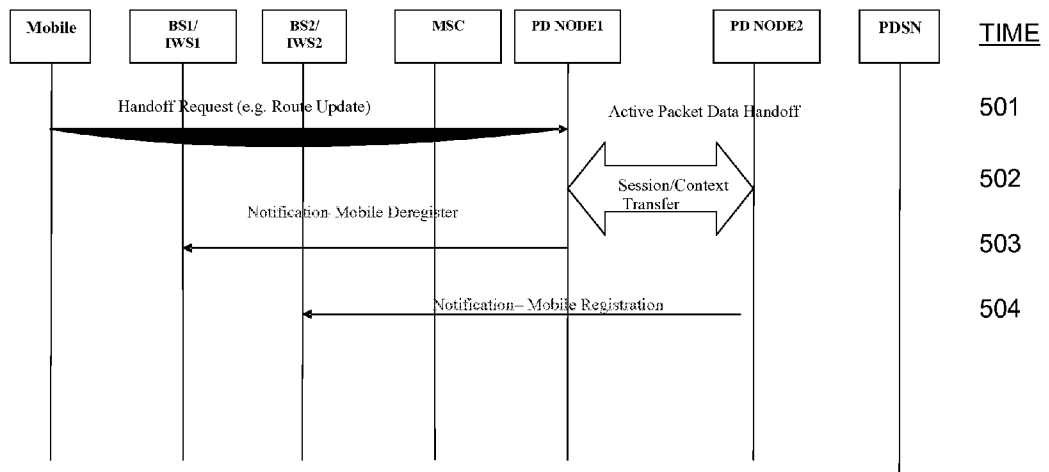 Mobile
BS1/
IWS1
BS2/
IWS2
MSC
PD NODE1
PD NODE2
PDSN
TIME
Handoff Request (e.g. Route Update)
501
Active Packet Data Handoff
Session/Context
Transfer
502
Notification- Mobile Deregister
503
Notification– Mobile Registration
504